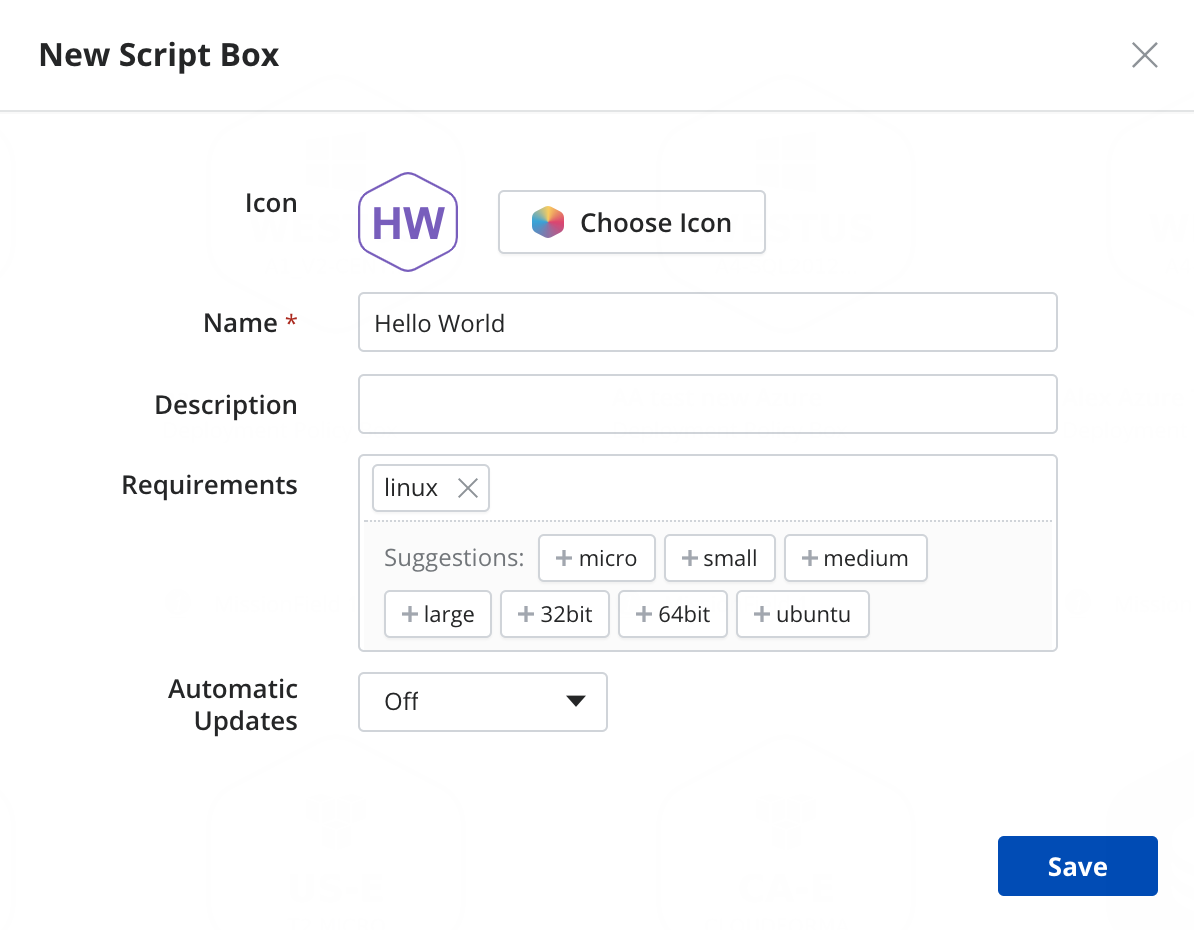 New Script Box
Icon
HW
Choose Icon
Name *
Hello World
Description
Requirements
linux
Suggestions: + micro + small + medium
+ large + 32bit + 64bit + ubuntu
Automatic
Updates
Off
Save